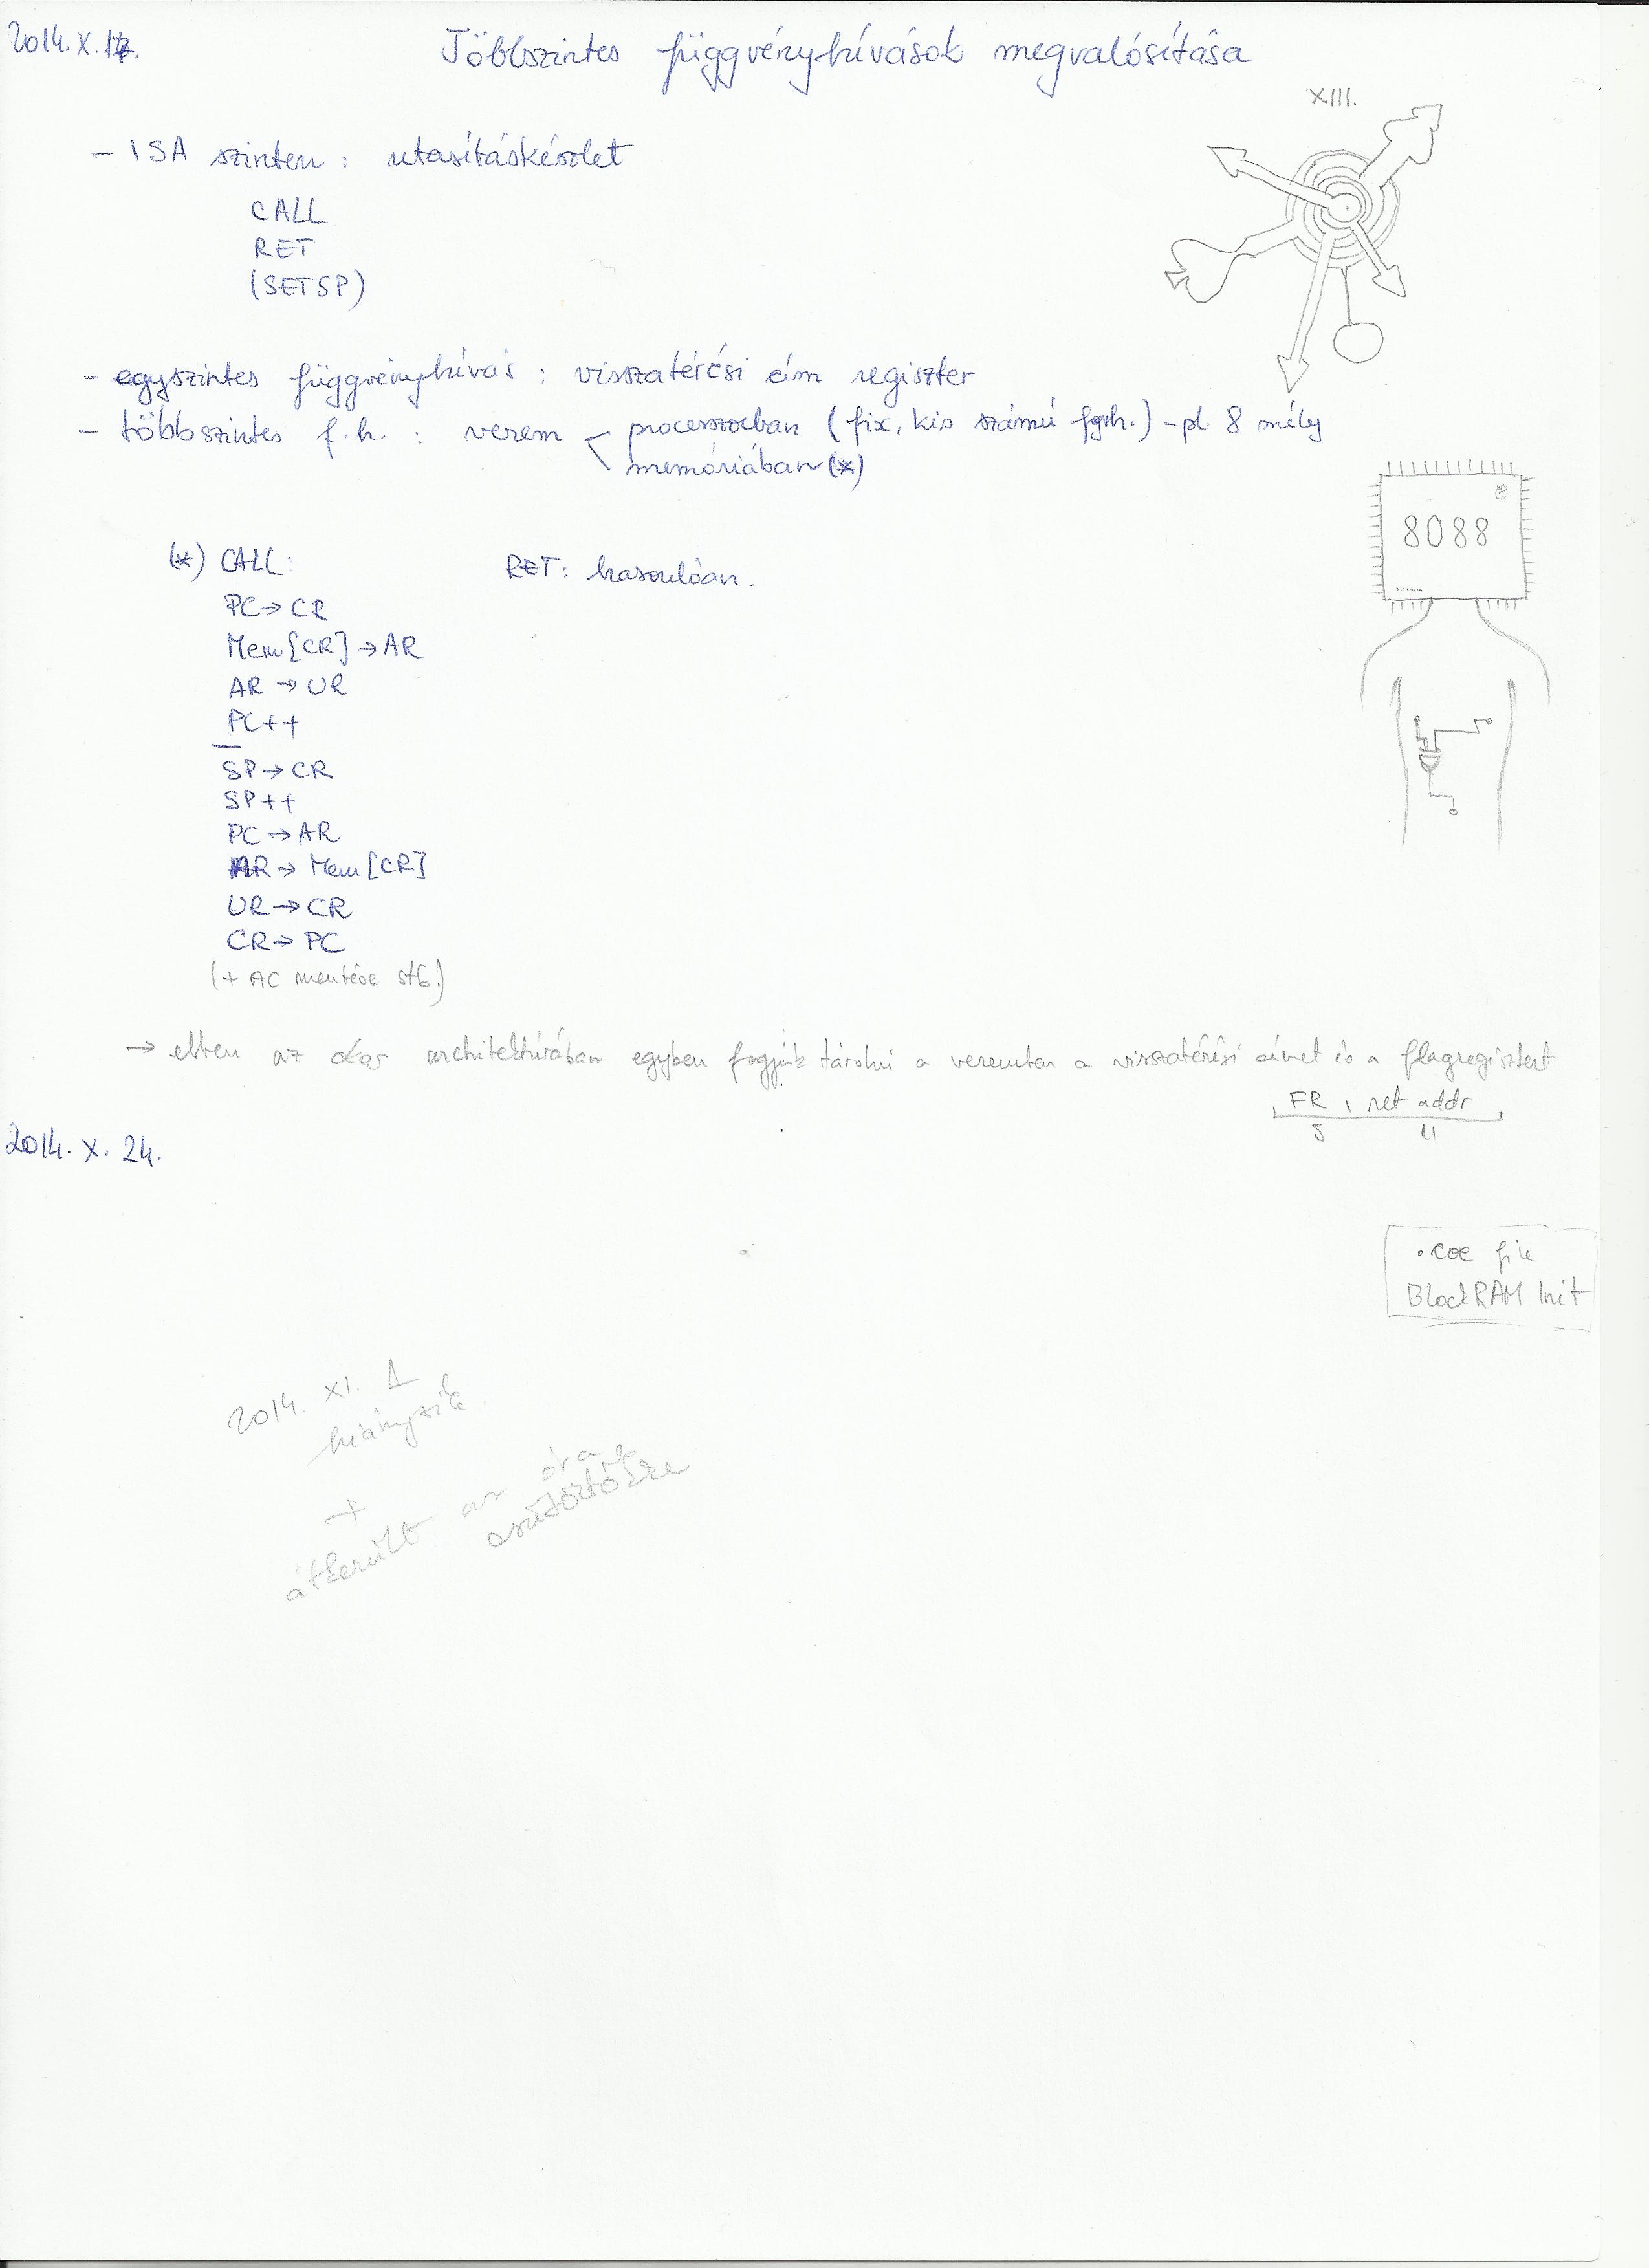 2014. X. 17.
Többszintes függvényhívások megvalósítása
XIII.
- ISA szinten : utasításkészlet
CALL
RET
(SETSP)
- egyszintes függvényhívás : visszatérési cím regiszter
- többszintes f.h. : verem processzorban (fix, kis számú fgvh.) - pl. 8 mély
memóriában (*)
8088
(*) CALL:
RET: hasonlóan.
PC → CR
Mem[CR] → AR
AR → UR
PC++
SP → CR
SP++
PC → AR
AR → Mem[CR]
UR → CR
CR → PC
(+ AC mentése stb.)
→ ebben az architektúrában egyben fogjuk tárolni a veremben a visszatérési címet és a flagregisztert
FR ret addr
5 11
2014. X. 24.
.coe file
BlockRAM Init
2014. XI. 1
hiányzik.
+
átkerült az óra
csütörtökre